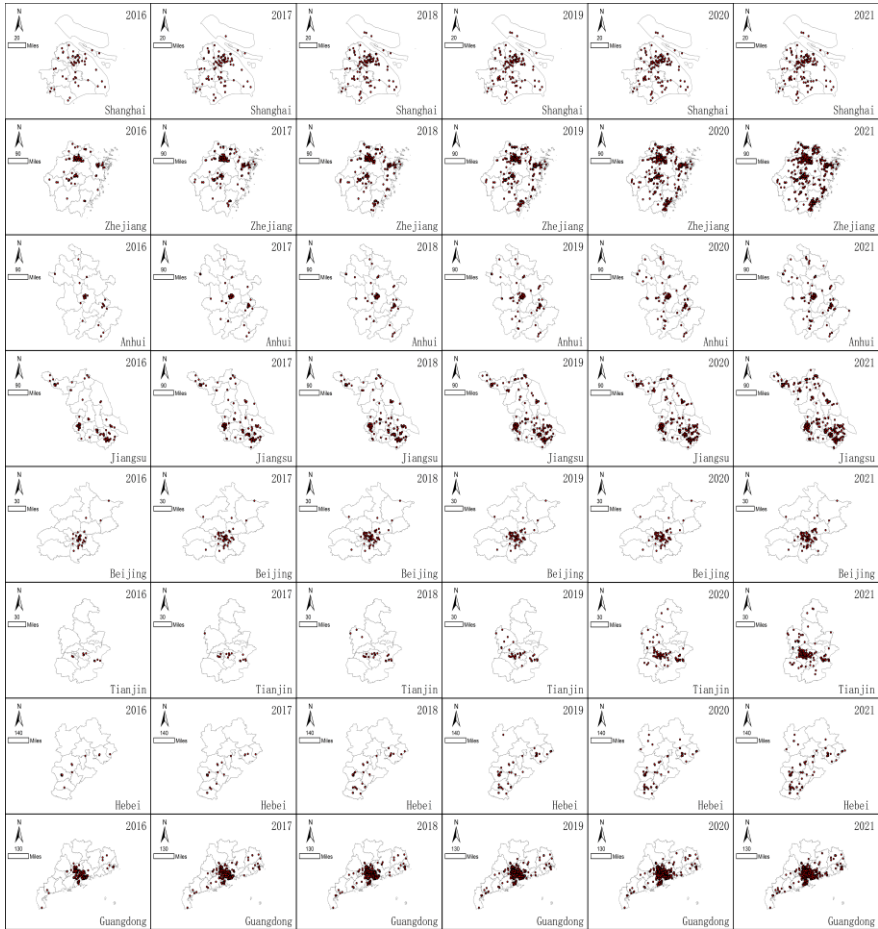 N 2016 N 2017 N 2018 N 2019 N 2020 N 2021
20 Miles 20 Miles 20 Miles 20 Miles 20 Miles 20 Miles
Shanghai Shanghai Shanghai Shanghai Shanghai Shanghai
N 2016 N 2017 N 2018 N 2019 N 2020 N 2021
90 Miles 90 Miles 90 Miles 90 Miles 90 Miles 90 Miles
Zhejiang Zhejiang Zhejiang Zhejiang Zhejiang Zhejiang
N 2016 N 2017 N 2018 N 2019 N 2020 N 2021
90 Miles 90 Miles 90 Miles 90 Miles 90 Miles 90 Miles
Anhui Anhui Anhui Anhui Anhui Anhui
N 2016 N 2017 N 2018 N 2019 N 2020 N 2021
90 Miles 90 Miles 90 Miles 90 Miles 90 Miles 90 Miles
Jiangsu Jiangsu Jiangsu Jiangsu Jiangsu Jiangsu
N 2016 N 2017 N 2018 N 2019 N 2020 N 2021
30 Miles 30 Miles 30 Miles 30 Miles 30 Miles 30 Miles
Beijing Beijing Beijing Beijing Beijing Beijing
N 2016 N 2017 N 2018 N 2019 N 2020 N 2021
30 Miles 30 Miles 30 Miles 30 Miles 30 Miles 30 Miles
Tianjin Tianjin Tianjin Tianjin Tianjin Tianjin
N 2016 N 2017 N 2018 N 2019 N 2020 N 2021
140 Miles 140 Miles 140 Miles 140 Miles 140 Miles 140 Miles
Hebei Hebei Hebei Hebei Hebei Hebei
N 2016 N 2017 N 2018 N 2019 N 2020 N 2021
130 Miles 130 Miles 130 Miles 130 Miles 130 Miles 130 Miles
Guangdong Guangdong Guangdong Guangdong Guangdong Guangdong